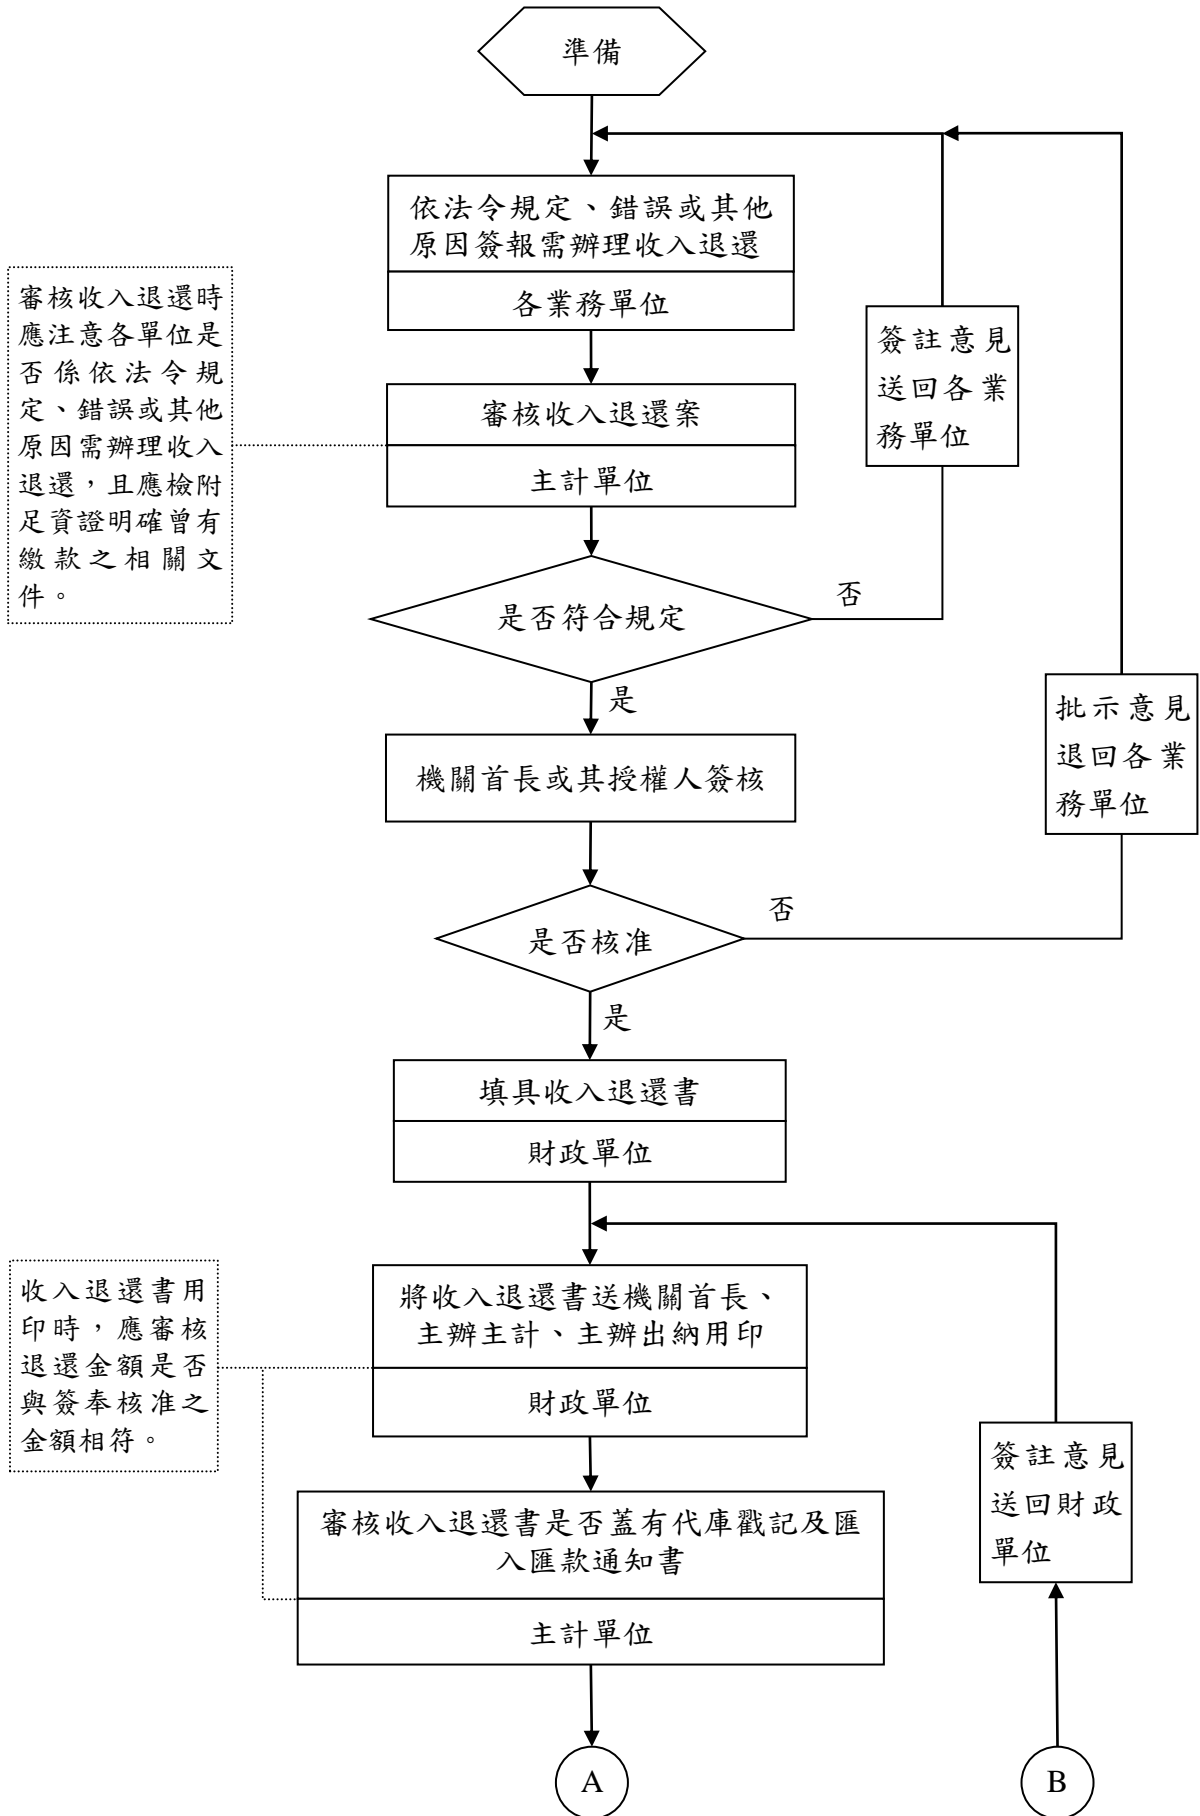 準備
依法令規定、錯誤或其他
原因簽報需辦理收入退還
各業務單位
審核收入退還時
應注意各單位是
否係依法令規
定、錯誤或其他
原因需辦理收入
退還，且應檢附
足資證明確曾有
繳款之相關文
件。
簽註意見
送回各業
務單位
審核收入退還案
主計單位
是否符合規定
否
是
批示意見
退回各業
務單位
機關首長或其授權人簽核
是否核准
否
是
填具收入退還書
財政單位
收入退還書用
印時，應審核
退還金額是否
與簽奉核准之
金額相符。
將收入退還書送機關首長、
主辦主計、主辦出納用印
財政單位
簽註意見
送回財政
單位
審核收入退還書是否蓋有代庫戳記及匯
入匯款通知書
主計單位
A
B